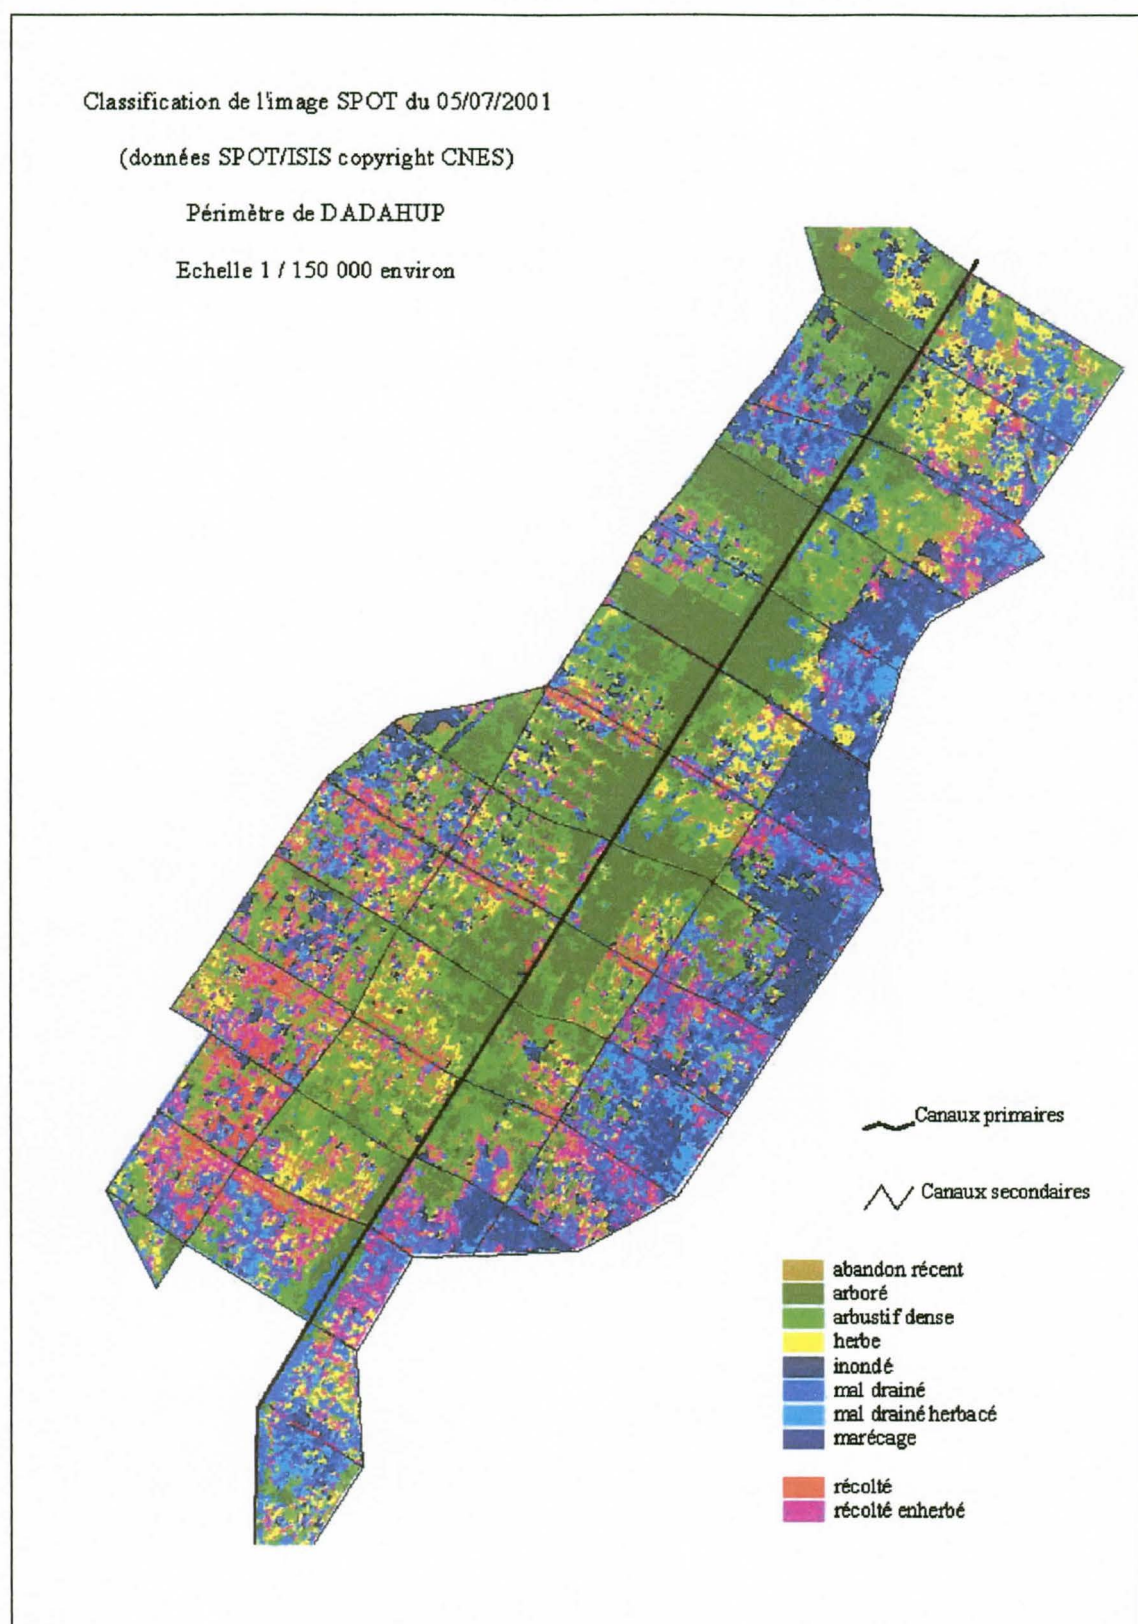 Classification de l'image SPOT du 05/07/2001
(données SPOT/ISIS copyright CNES)
Périmètre de DADAHUP
Echelle 1 / 150 000 environ
Canaux primaires
Canaux secondaires
abandon récent
arboré
arbustif dense
herbe
inondé
mal drainé
mal drainé herbacé
marécage
récolté
récolté enherbé